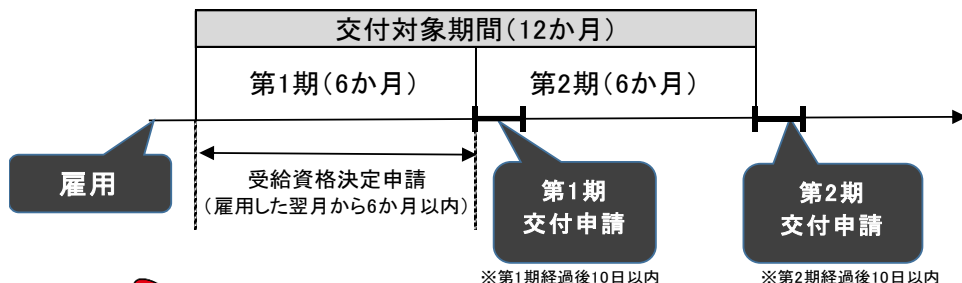 交付対象期間(12か月)
第1期(6か月)
第2期(6か月)
雇用
受給資格決定申請
(雇用した翌月から6か月以内)
第1期
交付申請
第2期
交付申請
※第1期経過後10日以内
※第2期経過後10日以内